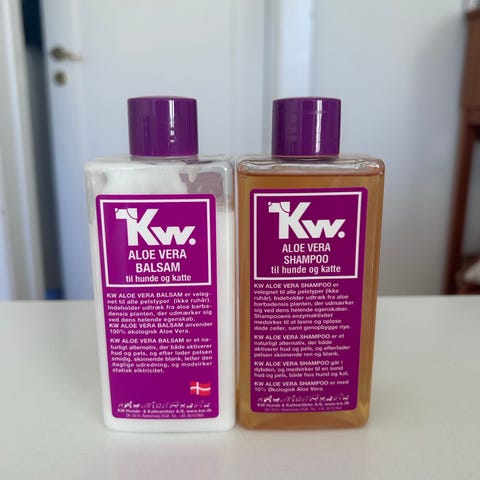 Kw.
ALOE VERA
BALSAM
til hunde og katte
KW ALOE VERA BALSAM er veleg-
net til alle pelstyper (ikke ruhår).
Indeholder udtræk fra aloe barba-
densis planten, der udmærker sig
ved dens helende egenskab.
KW ALOE VERA BALSAM anvender
100% økologisk Aloe Vera.
KW ALOE VERA BALSAM er et na-
turligt alternativ, der både aktiverer
hud og pels, og efter lader pelsen
smidig, skinnende blank, letter den
daglige udredning, og modvirker
statisk elektricitet.
KW Hunde- & Katteartikler A/S, www.kw.dk
Kw.
ALOE VERA
SHAMPOO
til hunde og katte
KW ALOE VERA SHAMPOO er
velegnet til alle pelstyper (ikke
ruhår). Indeholder udtræk fra aloe
barbadensis planten, der udmærker
sig ved dens helende egenskaber.
Shampooens enzymaktivitet
medvirker til at løsne og opløse
døde celler, samt genopbygge nye.
KW ALOE VERA SHAMPOO er et
naturligt alternativ, der både
aktiverer hud og pels, og efterlader
pelsen skinnende ren og blank.
KW ALOE VERA SHAMPOO går i
dybden, og medvirker til en sund
hud og pels, både hos hund og kat.
KW ALOE VERA SHAMPOO er med
10% Økologisk Aloe Vera.
KW Hunde- & Katteartikler A/S, www.kw.dk